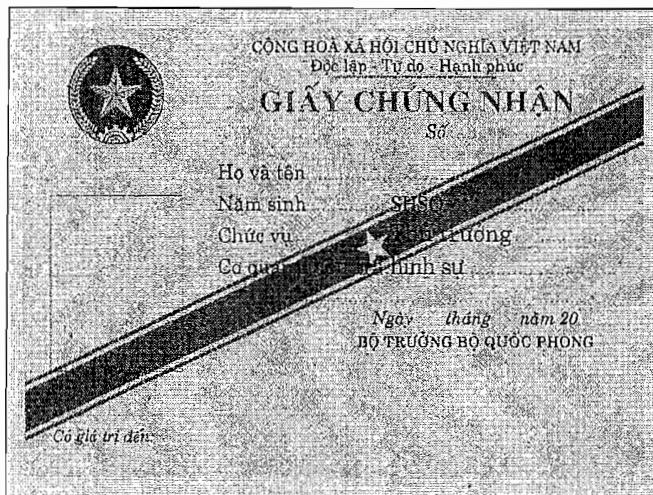 CỘNG HOÀ XÃ HỘI CHỦ NGHĨA VIỆT NAM
Độc lập - Tự do - Hạnh phúc
GIẤY CHỨNG NHẬN
Số
Họ và tên
Năm sinh SHSQ
Chức vụ trưởng
Cơ quan hình sự
Ngày tháng năm 20
BỘ TRƯỞNG BỘ QUỐC PHÒNG
Có giá trị đến: